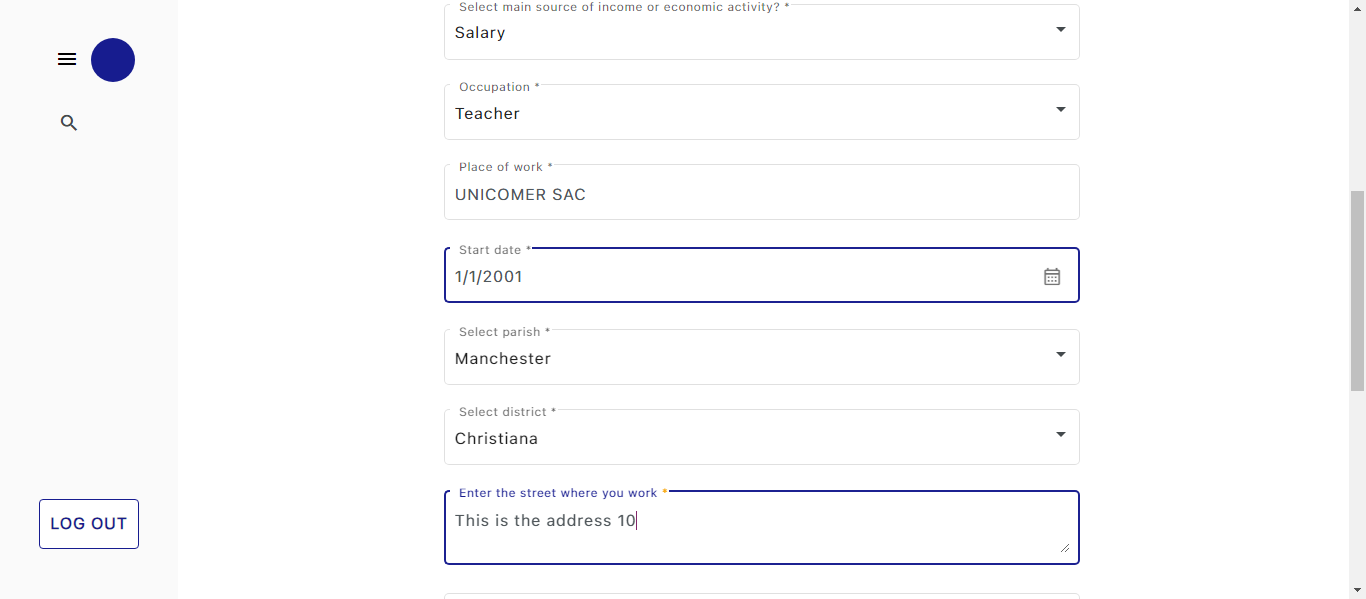 Select main source of income or economic activity? *
Salary
Occupation *
Teacher
Place of work *
UNICOMER SAC
Start date *
1/1/2001
Select parish *
Manchester
Select district *
Christiana
Enter the street where you work *
This is the address 10
LOG OUT